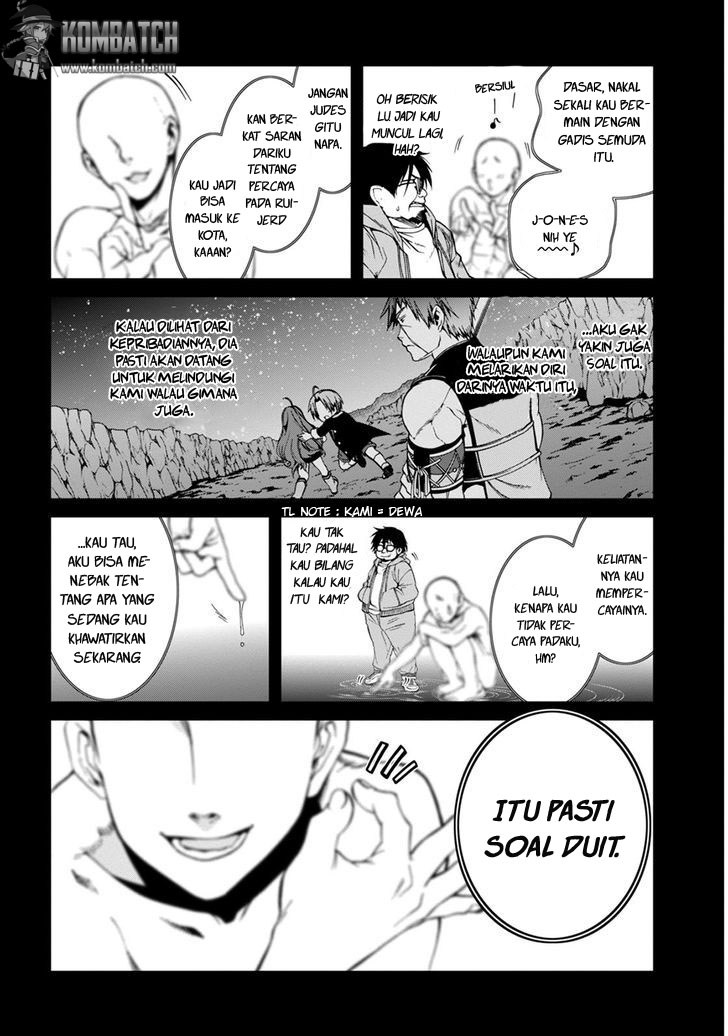 KOMBATCH
www.kombatch.com
DASAR, NAKAL
SEKALI KAU BER-
MAIN DENGAN
GADIS SEMUDA
ITU.
J-O-N-E-S
NIH YE
BERSIUL
OH BERISIK
LU. JADI KAU
MUNCUL LAGI,
HAH?
JANGAN
JUDES
GITU
NAPA.
KAN BER-
KAT SARAN
DARIKU
TENTANG
PERCAYA
PADA RUI-
JERD
KAU JADI
BISA
MASUK KE
KOTA,
KAAAN?
...AKU GAK
YAKIN JUGA
SOAL ITU.
WALAUPUN KAMI
MELARIKAN DIRI
DARINYA WAKTU ITU,
KALAU DILIHAT DARI
KEPRIBADIANNYA, DIA
PASTI AKAN DATANG
UNTUK MELINDUNGI
KAMI WALAU GIMANA
JUGA.
TL NOTE : KAMI = DEWA
KELIATAN-
NYA KAU
MEMPER-
CAYAINYA.
LALU,
KENAPA KAU
TIDAK PER-
CAYA PADAKU,
HM?
KAU TAK
TAU? PADAHAL
KAU BILANG
KALAU KAU
ITU KAMI?
...KAU TAU,
AKU BISA ME-
NEBAK TEN-
TANG APA YANG
SEDANG KAU
KHAWATIRKAN
SEKARANG
ITU PASTI
SOAL DUIT.